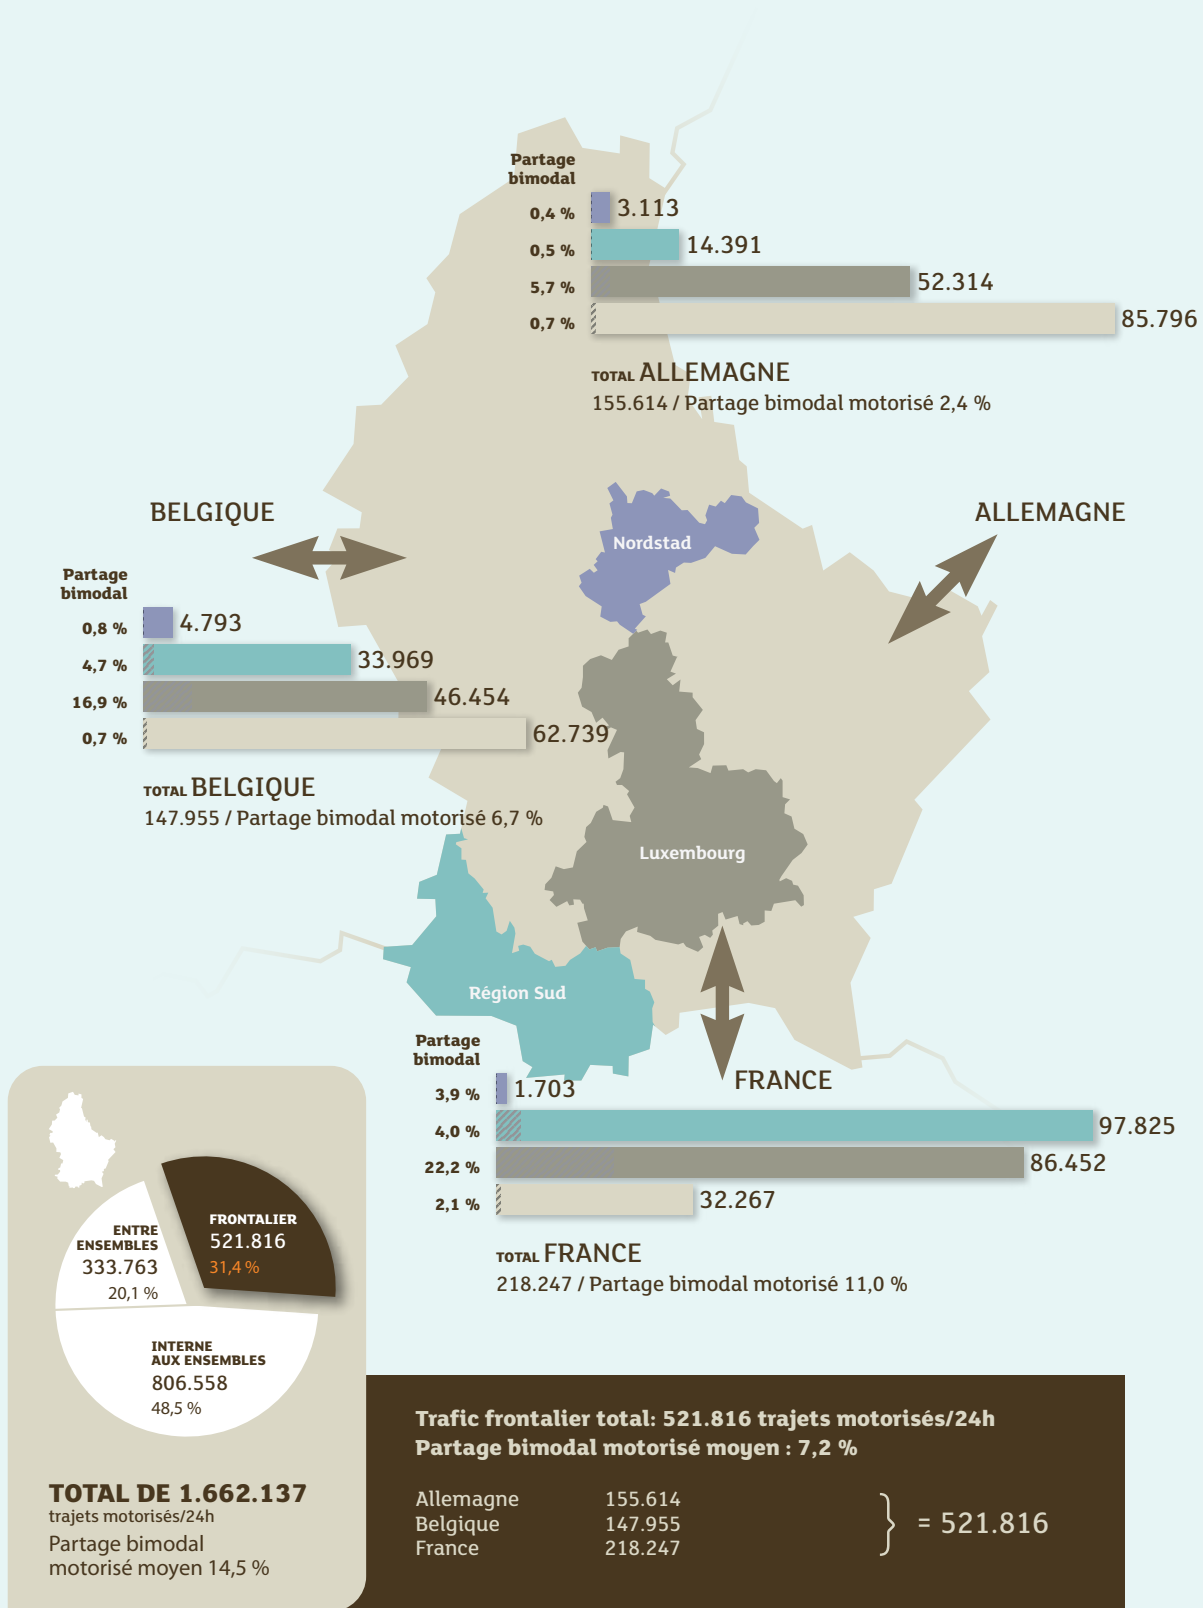 Partage
bimodal
0,4 % 3.113
0,5 % 14.391
5,7 % 52.314
0,7 % 85.796
TOTAL ALLEMAGNE
155.614 / Partage bimodal motorisé 2,4 %
BELGIQUE
ALLEMAGNE
Nordstad
Partage
bimodal
0,8 % 4.793
4,7 % 33.969
16,9 % 46.454
0,7 % 62.739
TOTAL BELGIQUE
147.955 / Partage bimodal motorisé 6,7 %
Luxembourg
Région Sud
Partage
bimodal
FRANCE
3,9 % 1.703
4,0 % 97.825
22,2 % 86.452
2,1 % 32.267
TOTAL FRANCE
218.247 / Partage bimodal motorisé 11,0 %
FRONTALIER
521.816
31,4 %
ENTRE
ENSEMBLES
333.763
20,1 %
INTERNE
AUX ENSEMBLES
806.558
48,5 %
TOTAL DE 1.662.137
trajets motorisés/24h
Partage bimodal
motorisé moyen 14,5 %
Trafic frontalier total: 521.816 trajets motorisés/24h
Partage bimodal motorisé moyen : 7,2 %
Allemagne 155.614
Belgique 147.955
France 218.247
= 521.816